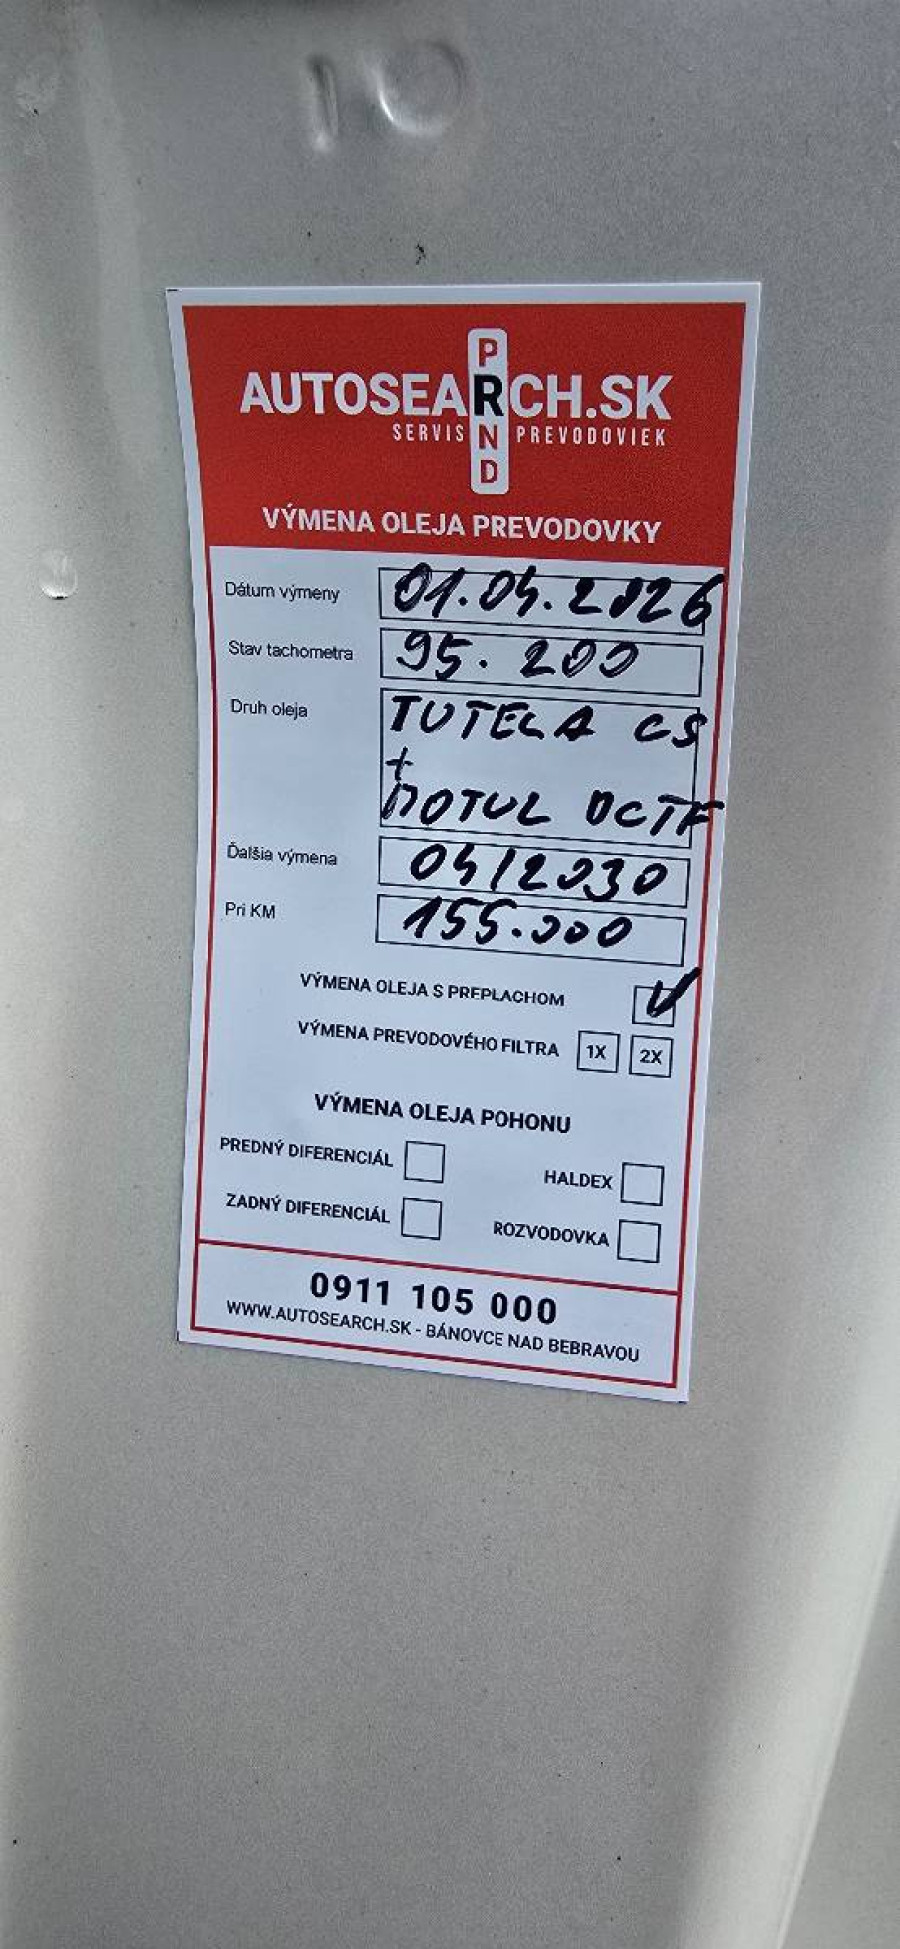 10
P
AUTOSEARCH.SK
SERVIS N PREVODOVIEK
D
VÝMENA OLEJA PREVODOVKY
Dátum výmeny 01.04.2026
Stav tachometra 95.200
Druh oleja TUTELA CS
+
MOTUL DCTF
Ďalšia výmena 04/2030
Pri KM 155.000
VÝMENA OLEJA S PREPLACHOM V
VÝMENA PREVODOVÉHO FILTRA 1X 2X
VÝMENA OLEJA POHONU
PREDNÝ DIFERENCIÁL HALDEX
ZADNÝ DIFERENCIÁL ROZVODOVKA
0911 105 000
WWW.AUTOSEARCH.SK - BÁNOVCE NAD BEBRAVOU